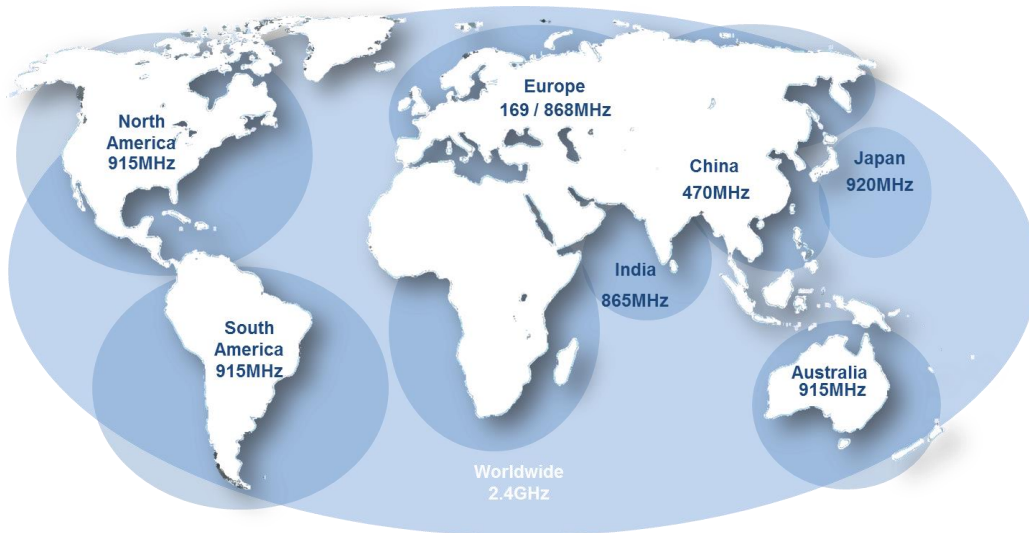 Europe
169 / 868MHz
North
America
915MHz
China
470MHz
Japan
920MHz
India
865MHz
South
America
915MHz
Australia
915MHz
Worldwide
2.4GHz